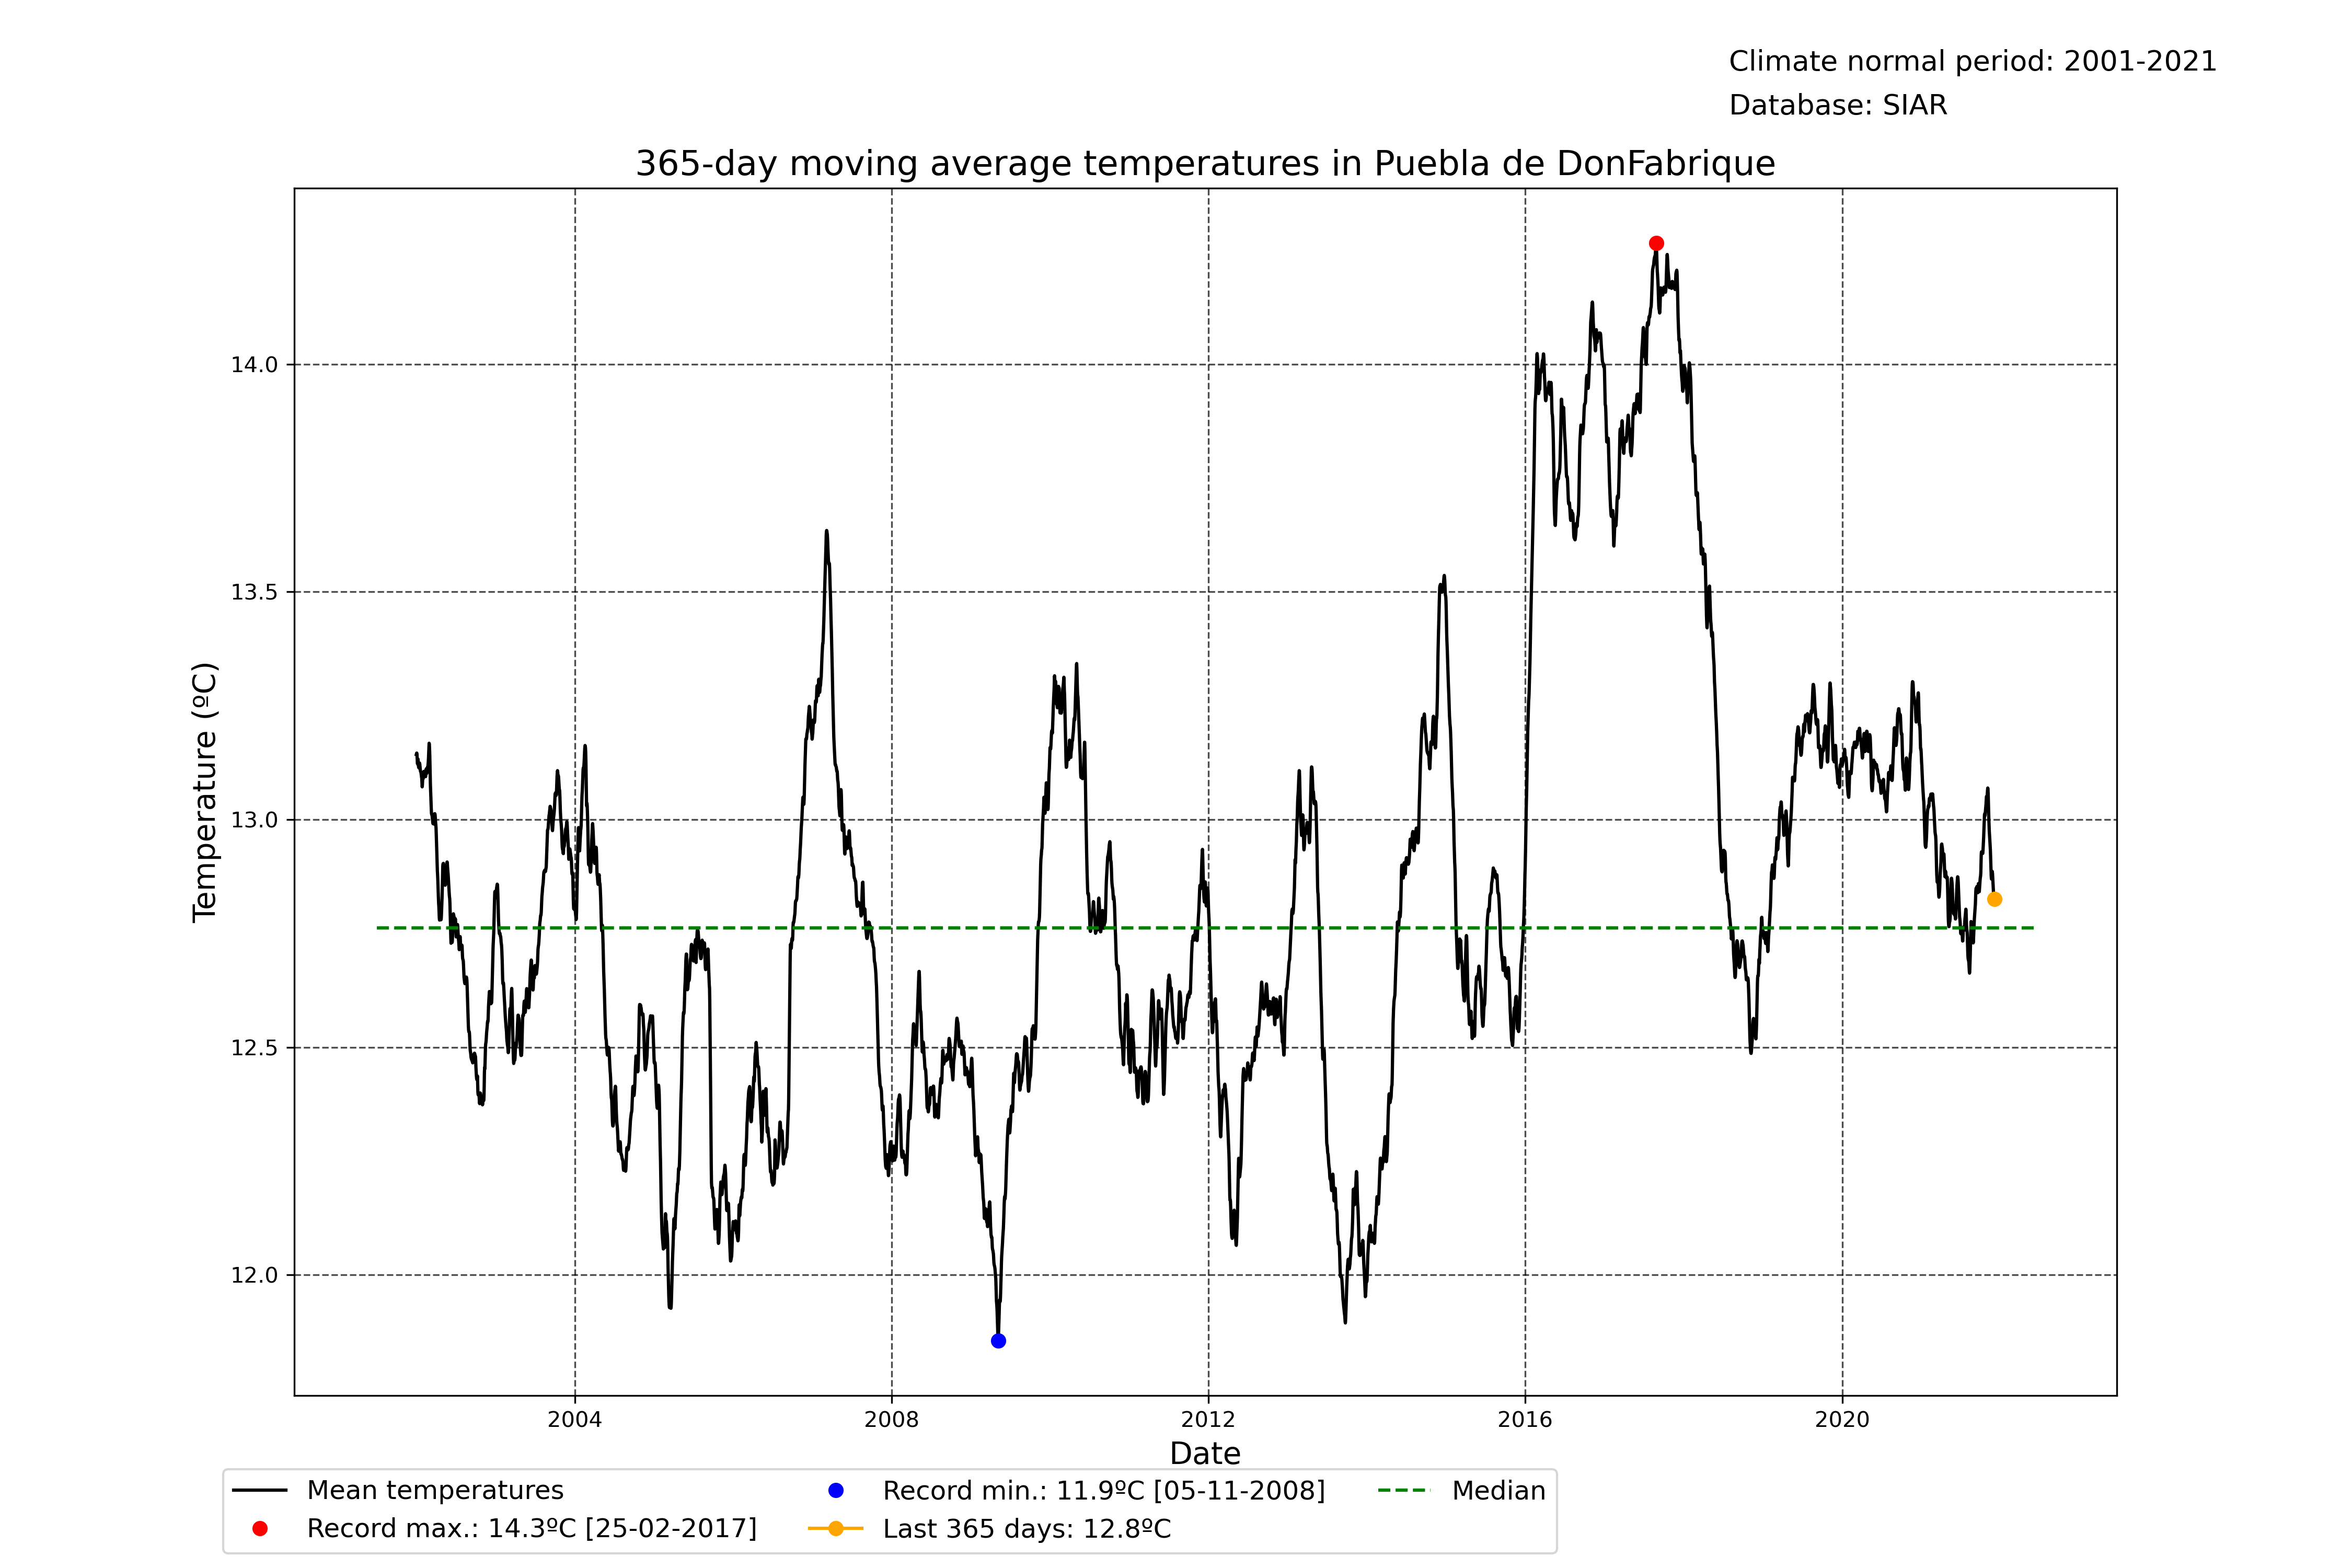 Climate normal period: 2001-2021
Database: SIAR
365-day moving average temperatures in Puebla de DonFabrique
Temperature (ºC)
14.0
13.5
13.0
12.5
12.0
2004 2008 2012 2016 2020
Date
Mean temperatures
Record max.: 14.3ºC [25-02-2017]
Record min.: 11.9ºC [05-11-2008]
Last 365 days: 12.8ºC
Median